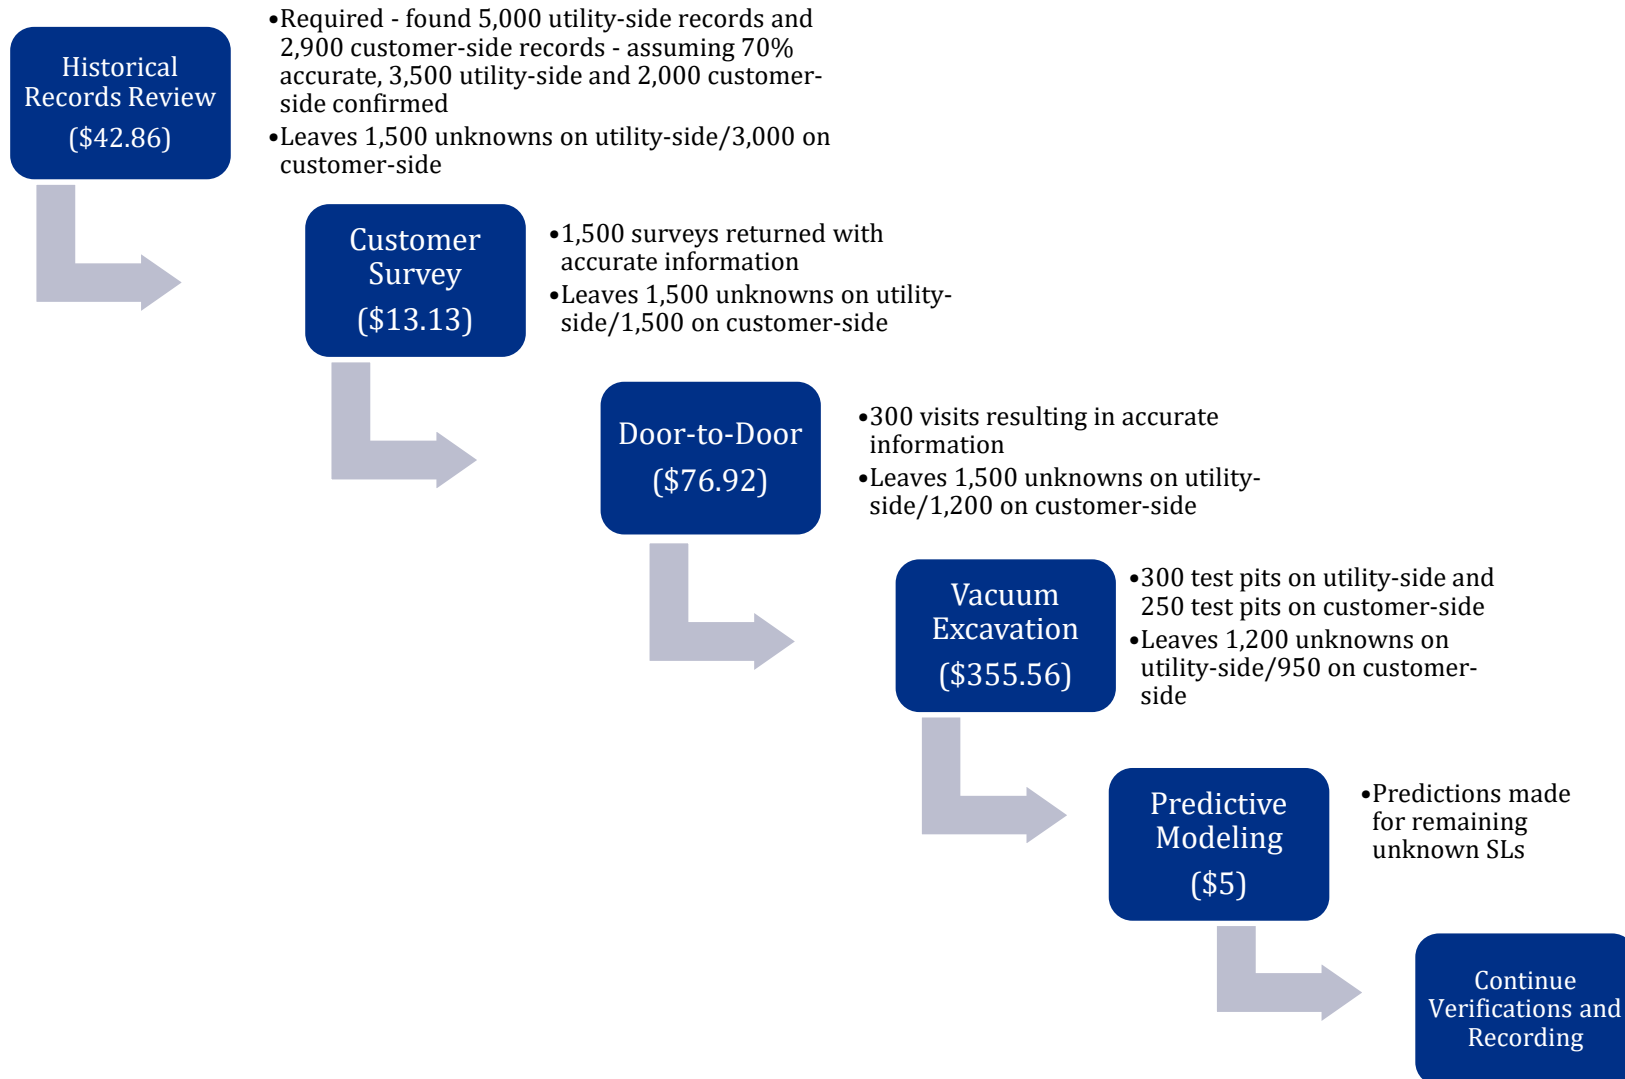 Historical
Records Review
($42.86)
•Required - found 5,000 utility-side records and
2,900 customer-side records - assuming 70%
accurate, 3,500 utility-side and 2,000 customer-
side confirmed
•Leaves 1,500 unknowns on utility-side/3,000 on
customer-side
Customer
Survey
($13.13)
•1,500 surveys returned with
accurate information
•Leaves 1,500 unknowns on utility-
side/1,500 on customer-side
Door-to-Door
($76.92)
•300 visits resulting in accurate
information
•Leaves 1,500 unknowns on utility-
side/1,200 on customer-side
Vacuum
Excavation
($355.56)
•300 test pits on utility-side and
250 test pits on customer-side
•Leaves 1,200 unknowns on
utility-side/950 on customer-
side
Predictive
Modeling
($5)
•Predictions made
for remaining
unknown SLs
Continue
Verifications and
Recording